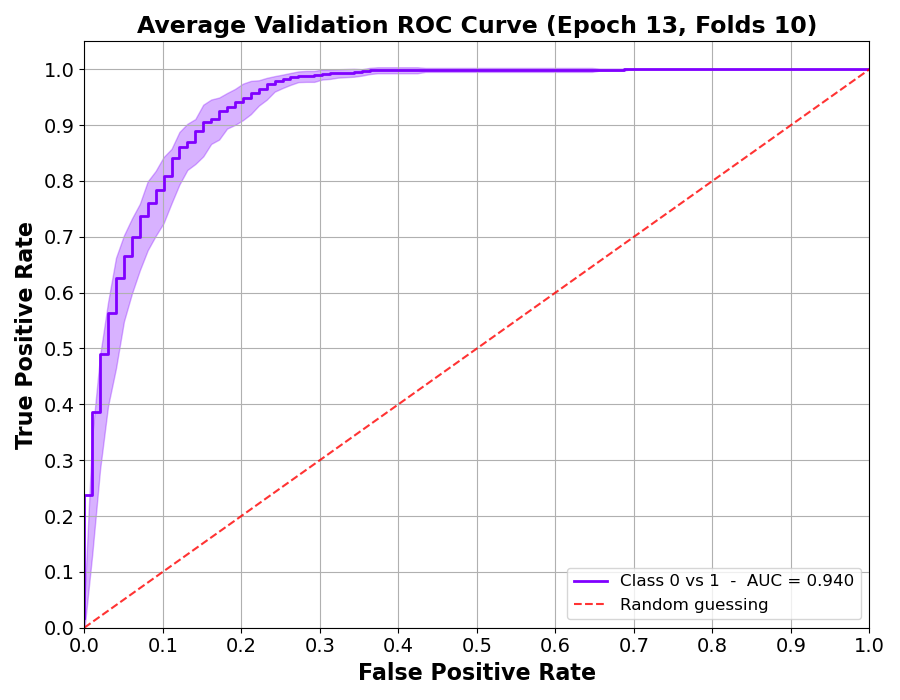 Average Validation ROC Curve (Epoch 13, Folds 10)
True Positive Rate
1.0
0.9
0.8
0.7
0.6
0.5
0.4
0.3
0.2
0.1
0.0
Class 0 vs 1 - AUC = 0.940
Random guessing
0.0 0.1 0.2 0.3 0.4 0.5 0.6 0.7 0.8 0.9 1.0
False Positive Rate